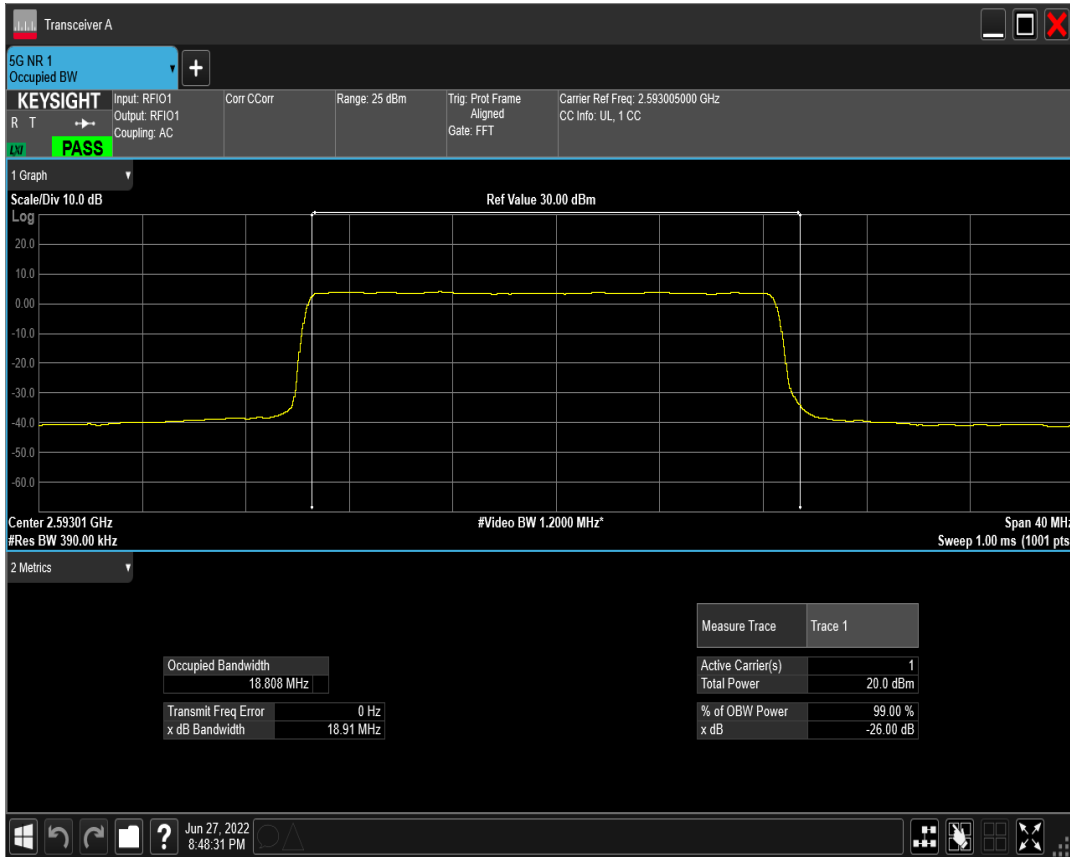 Transceiver A
5G NR 1
Occupied BW
+
KEYSIGHT
R T
LXI
PASS
Input: RFIO1
Output: RFIO1
Coupling: AC
Corr CCorr
Range: 25 dBm
Trig: Prot Frame
Aligned
Gate: FFT
Carrier Ref Freq: 2.593005000 GHz
CC Info: UL, 1 CC
1 Graph
Scale/Div 10.0 dB
Ref Value 30.00 dBm
Log
20.0
10.0
0.00
-10.0
-20.0
-30.0
-40.0
-50.0
-60.0
Center 2.59301 GHz
#Video BW 1.2000 MHz*
Span 40 MHz
#Res BW 390.00 kHz
Sweep 1.00 ms (1001 pts
2 Metrics
Measure Trace Trace 1
Occupied Bandwidth
18.808 MHz
Active Carrier(s) 1
Total Power 20.0 dBm
Transmit Freq Error 0 Hz
x dB Bandwidth 18.91 MHz
% of OBW Power 99.00 %
x dB -26.00 dB
?
Jun 27, 2022
8:48:31 PM